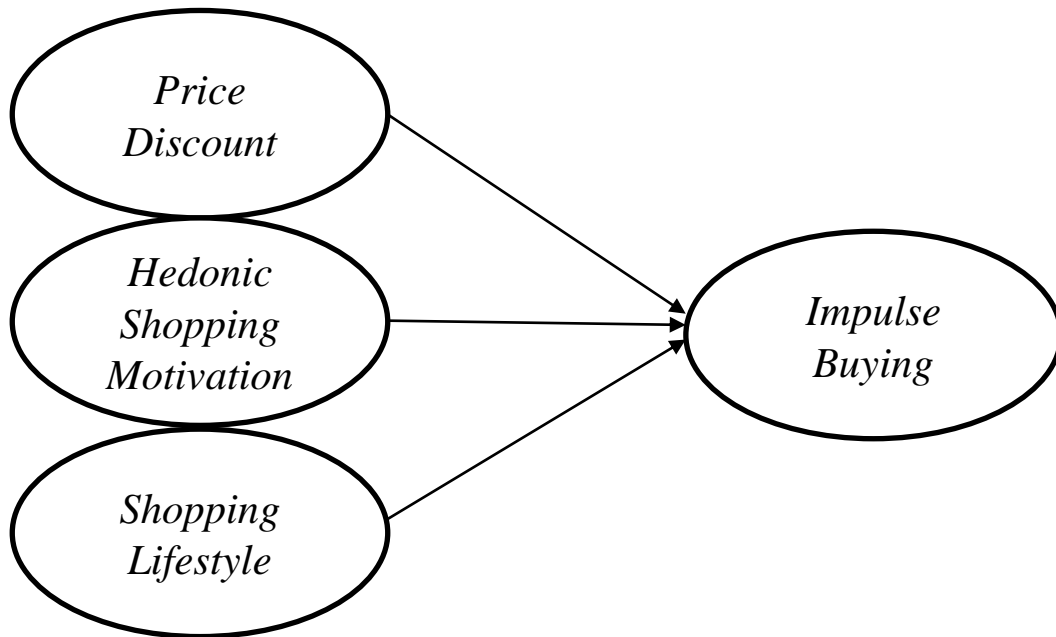 Price
Discount
Hedonic
Shopping
Motivation
Shopping
Lifestyle
Impulse
Buying